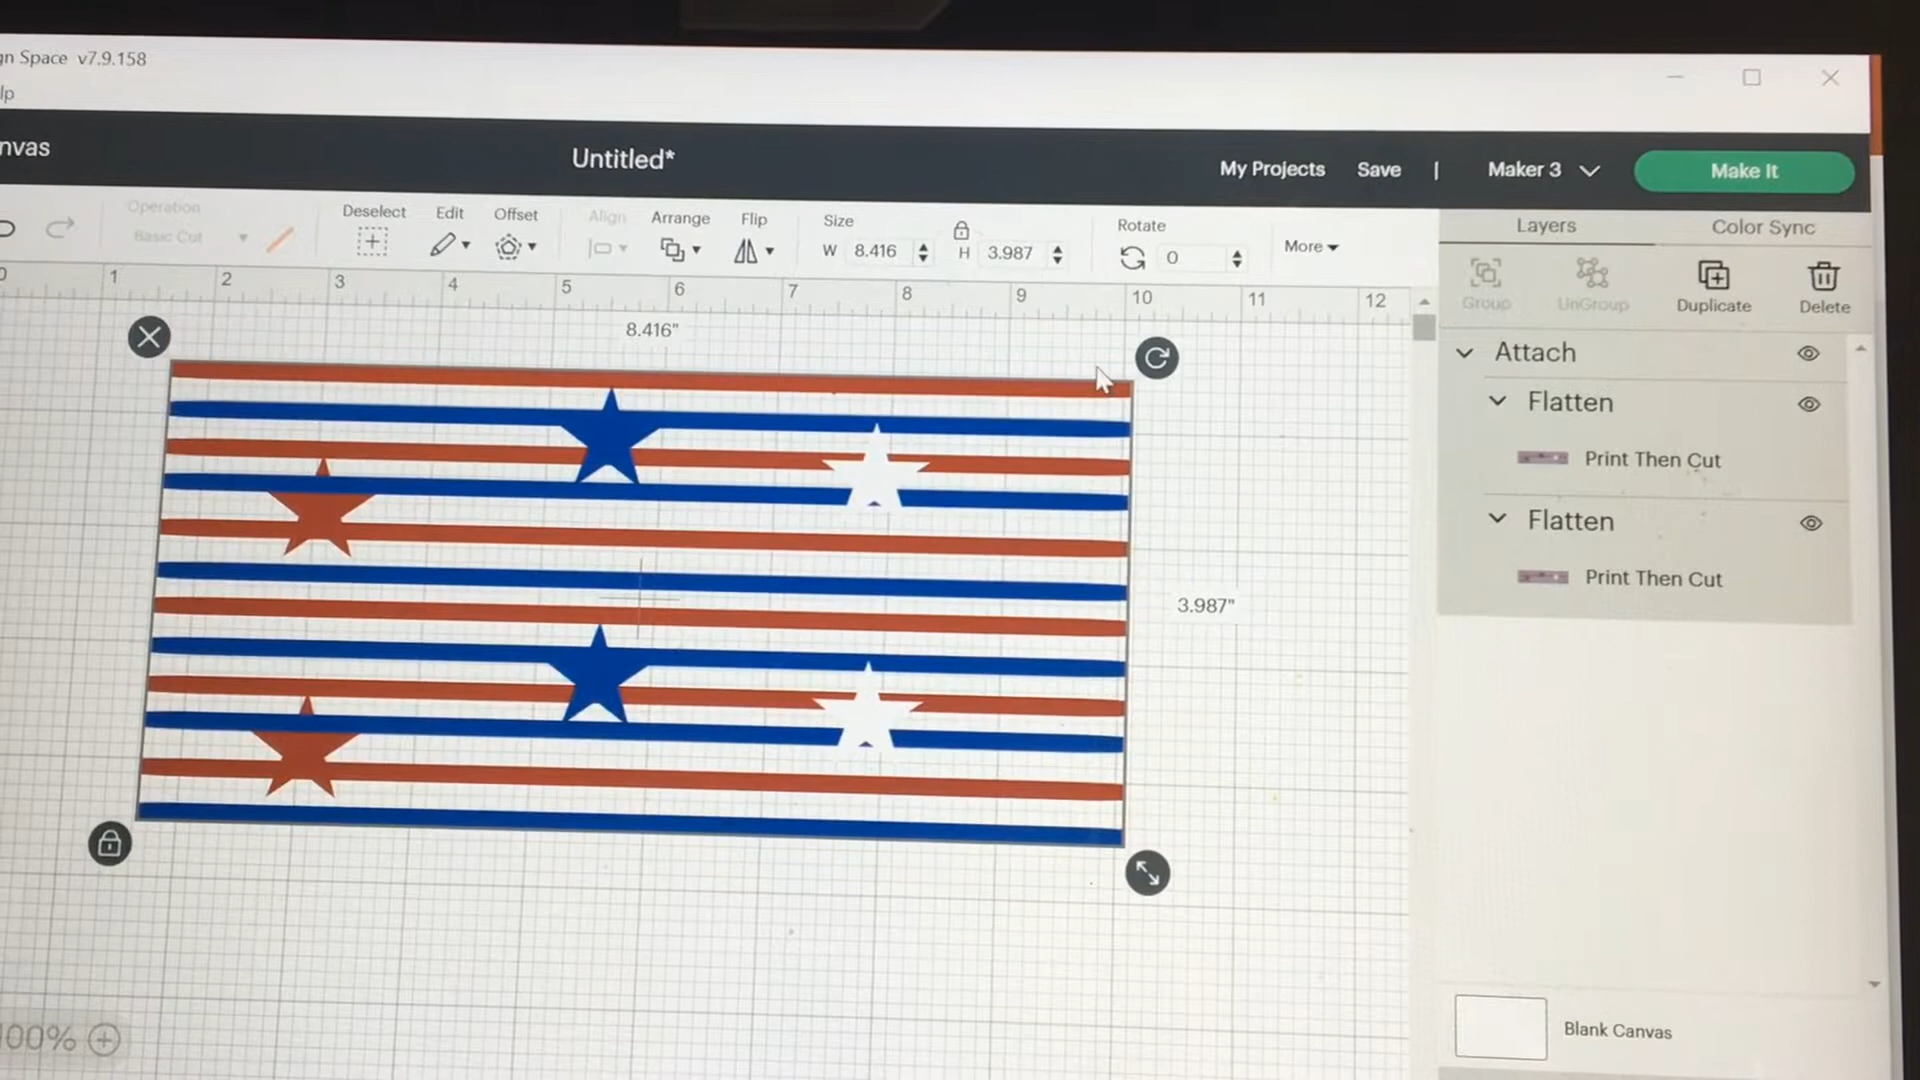 gn Space v7.9.158
lp
nvas
Untitled*
My Projects
Save
|
Maker 3
Make It
Operation
Basic Cut
Deselect
Edit
Offset
Align
Arrange
Flip
Size
W 8.416
H 3.987
Rotate
0
More
Layers
Color Sync
Group
UnGroup
Duplicate
Delete
0 1 2 3 4 5 6 7 8 9 10 11 12
8.416"
3.987"
Attach
Flatten
Print Then Cut
Flatten
Print Then Cut
Blank Canvas
100%